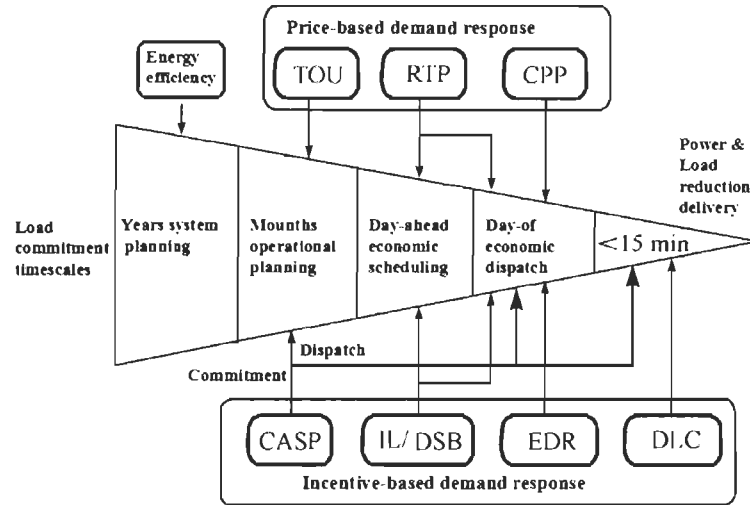 Price-based demand response
Energy
efficiency
TOU
RTP
CPP
Power &
Load
reduction
delivery
Load
commitment
timescales
Years system
planning
Mounths
operational
planning
Day-ahead
economic
scheduling
Day-of
economic
dispatch
<15 min
Dispatch
Commitment
CASP
IL/DSB
EDR
DLC
Incentive-based demand response